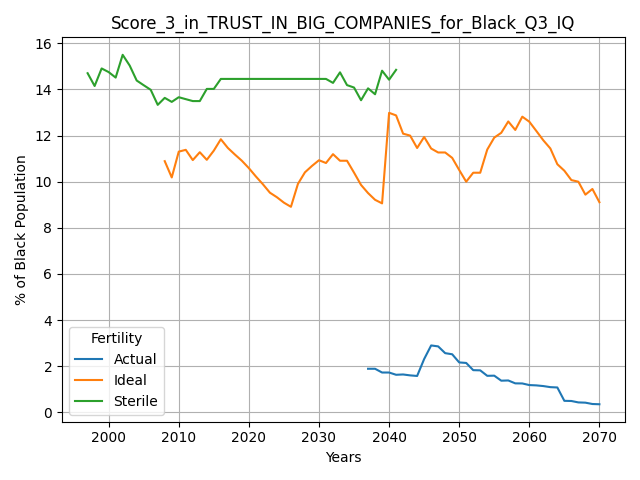 Score_3_in_TRUST_IN_BIG_COMPANIES_for_Black_Q3_IQ
% of Black Population
16
14
12
10
8
6
4
2
0
Fertility
Actual
Ideal
Sterile
2000 2010 2020 2030 2040 2050 2060 2070
Years